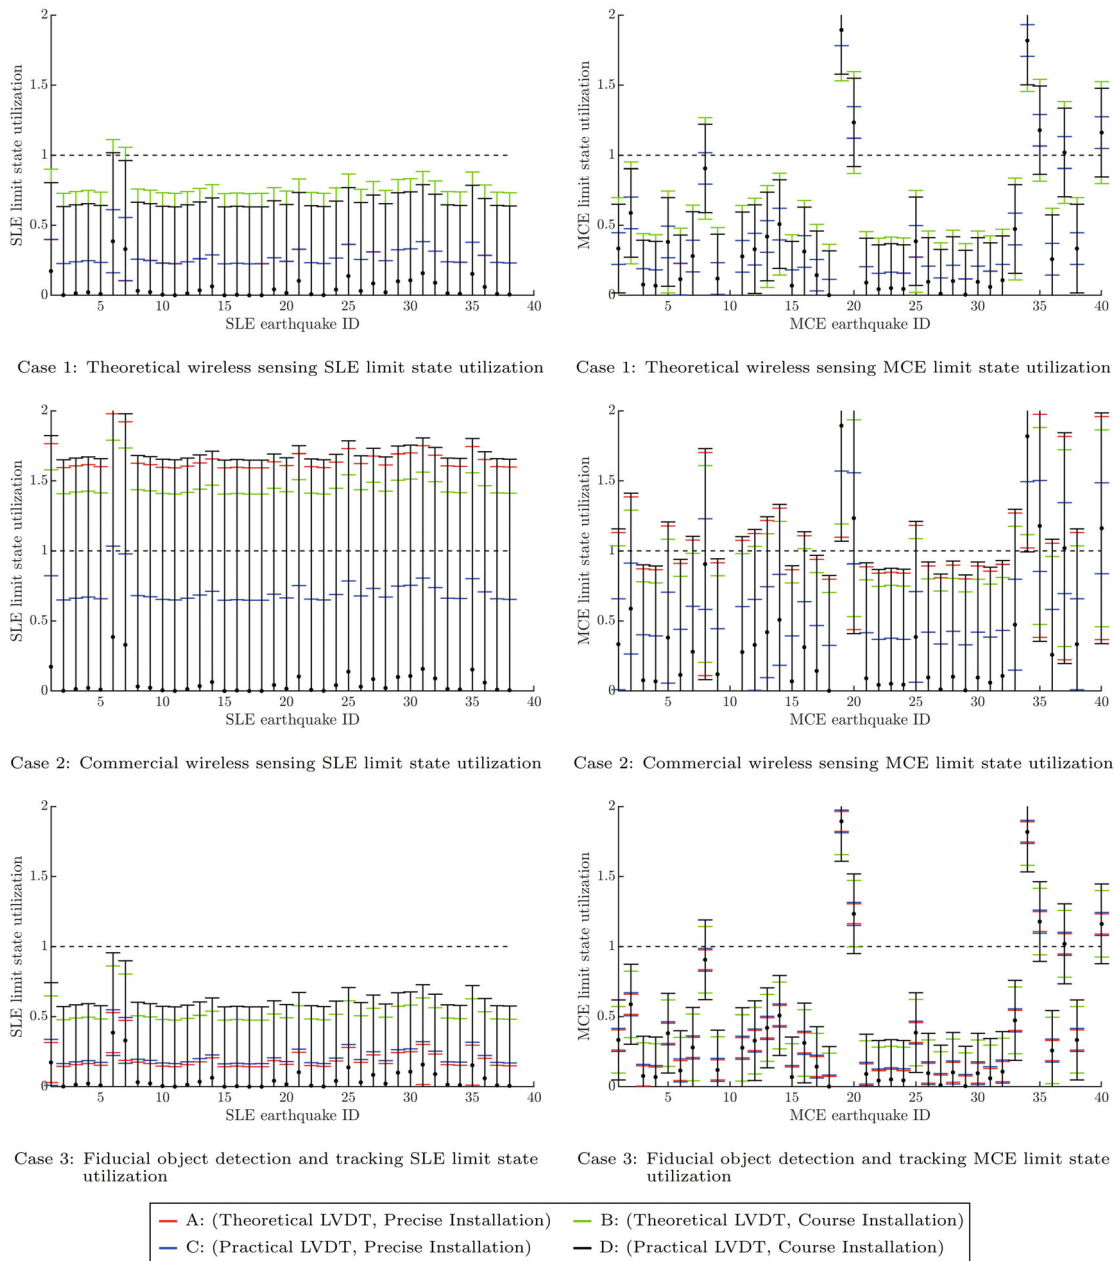 2
1.5
1
0.5
0
SLE limit state utilization
5 10 15 20 25 30 35 40
SLE earthquake ID
Case 1: Theoretical wireless sensing SLE limit state utilization
2
1.5
1
0.5
0
MCE limit state utilization
5 10 15 20 25 30 35 40
MCE earthquake ID
Case 1: Theoretical wireless sensing MCE limit state utilization
2
1.5
1
0.5
0
SLE limit state utilization
5 10 15 20 25 30 35 40
SLE earthquake ID
Case 2: Commercial wireless sensing SLE limit state utilization
2
1.5
1
0.5
0
MCE limit state utilization
5 10 15 20 25 30 35 40
MCE earthquake ID
Case 2: Commercial wireless sensing MCE limit state utilization
2
1.5
1
0.5
0
SLE limit state utilization
5 10 15 20 25 30 35 40
SLE earthquake ID
Case 3: Fiducial object detection and tracking SLE limit state
utilization
2
1.5
1
0.5
0
MCE limit state utilization
5 10 15 20 25 30 35 40
MCE earthquake ID
Case 3: Fiducial object detection and tracking MCE limit state
utilization
A: (Theoretical LVDT, Precise Installation)
B: (Theoretical LVDT, Course Installation)
C: (Practical LVDT, Precise Installation)
D: (Practical LVDT, Course Installation)